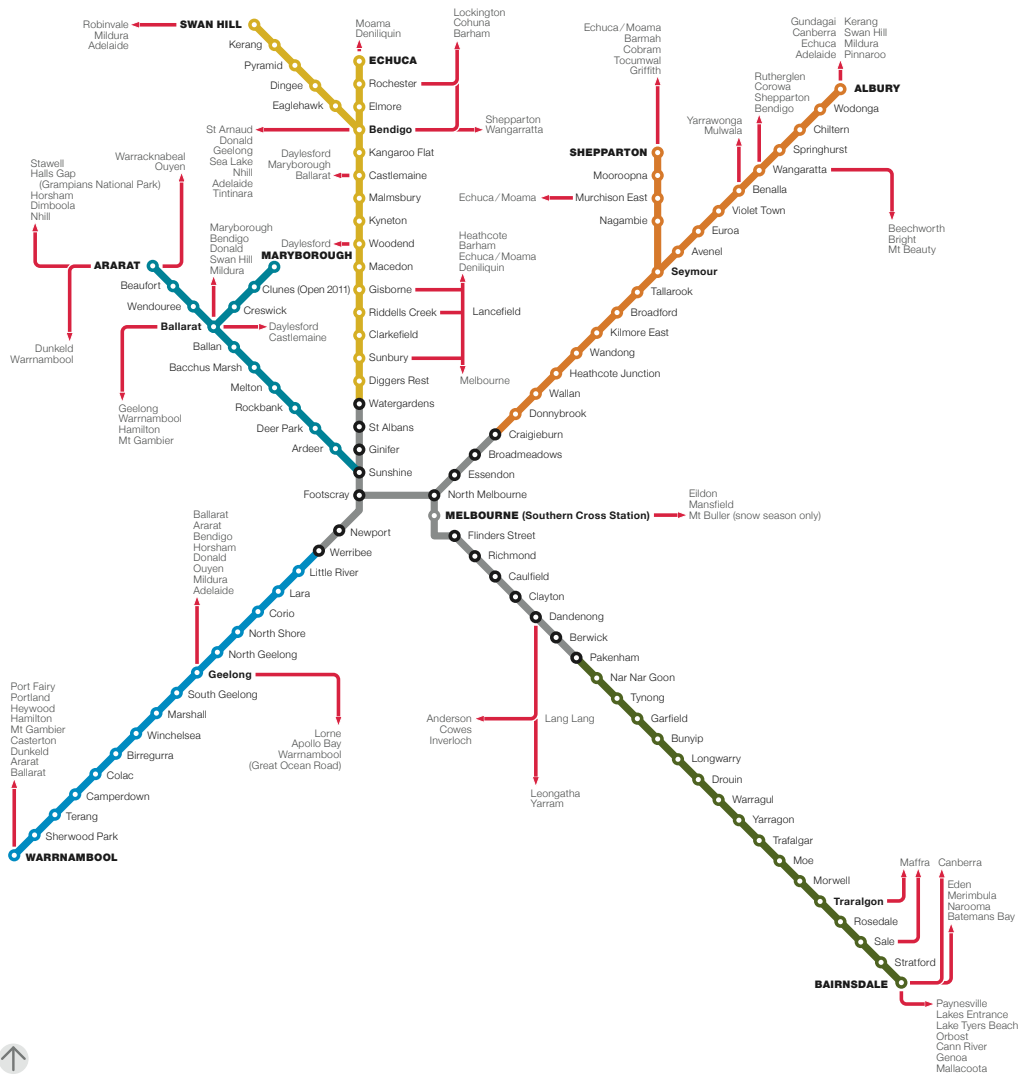 Robinvale
Mildura
Adelaide
SWAN HILL
Kerang
Pyramid
Dingee
Eaglehawk
Moama
Deniliquin
ECHUCA
Rochester
Elmore
Bendigo
Lockington
Cohuna
Barham
Shepparton
Wangarratta
St Arnaud
Donald
Geelong
Sea Lake
Nhill
Adelaide
Tintinara
Kangaroo Flat
Castlemaine
Daylesford
Maryborough
Ballarat
Malmsbury
Kyneton
Daylesford
Woodend
Macedon
Gisborne
Riddells Creek
Clarkefield
Sunbury
Diggers Rest
Watergardens
St Albans
Ginifer
Sunshine
Footscray
Heathcote
Barham
Echuca/Moama
Deniliquin
Lancefield
Melbourne
Echuca/Moama
Barmah
Cobram
Tocumwal
Griffith
SHEPPARTON
Mooroopna
Echuca/Moama
Murchison East
Nagambie
Gundagai
Canberra
Echuca
Adelaide
Kerang
Swan Hill
Mildura
Pinnaroo
ALBURY
Wodonga
Chiltern
Springhurst
Rutherglen
Corowa
Shepparton
Bendigo
Wangaratta
Beechworth
Bright
Mt Beauty
Yarrawonga
Mulwala
Benalla
Violet Town
Euroa
Avenel
Seymour
Tallarook
Broadford
Kilmore East
Wandong
Heathcote Junction
Wallan
Donnybrook
Craigieburn
Broadmeadows
Essendon
North Melbourne
Stawell
Halls Gap
(Grampians National Park)
Horsham
Dimboola
Nhill
Warracknabeal
Ouyen
ARARAT
Dunkeld
Warrnambool
Beaufort
Wendouree
Maryborough
Bendigo
Donald
Swan Hill
Mildura
MARYBOROUGH
Clunes (Open 2011)
Creswick
Ballarat
Daylesford
Castlemaine
Geelong
Warrnambool
Hamilton
Mt Gambier
Ballan
Bacchus Marsh
Melton
Rockbank
Deer Park
Ardeer
MELBOURNE (Southern Cross Station)
Eildon
Mansfield
Mt Buller (snow season only)
Flinders Street
Richmond
Caulfield
Clayton
Dandenong
Berwick
Pakenham
Anderson
Cowes
Inverloch
Lang Lang
Leongatha
Yarram
Nar Nar Goon
Tynong
Garfield
Bunyip
Longwarry
Drouin
Warragul
Yarragon
Trafalgar
Moe
Morwell
Traralgon
Maffra
Rosedale
Sale
Stratford
BAIRNSDALE
Canberra
Eden
Merimbula
Narooma
Batemans Bay
Paynesville
Lakes Entrance
Lake Tyers Beach
Orbost
Cann River
Genoa
Mallacoota
Newport
Werribee
Little River
Lara
Corio
North Shore
North Geelong
Ballarat
Ararat
Bendigo
Horsham
Donald
Ouyen
Mildura
Adelaide
Geelong
Lorne
Apollo Bay
Warrnambool
(Great Ocean Road)
South Geelong
Marshall
Winchelsea
Birregurra
Colac
Camperdown
Terang
Sherwood Park
WARRNAMBOOL
Port Fairy
Portland
Heywood
Hamilton
Mt Gambier
Casterton
Dunkeld
Ararat
Ballarat